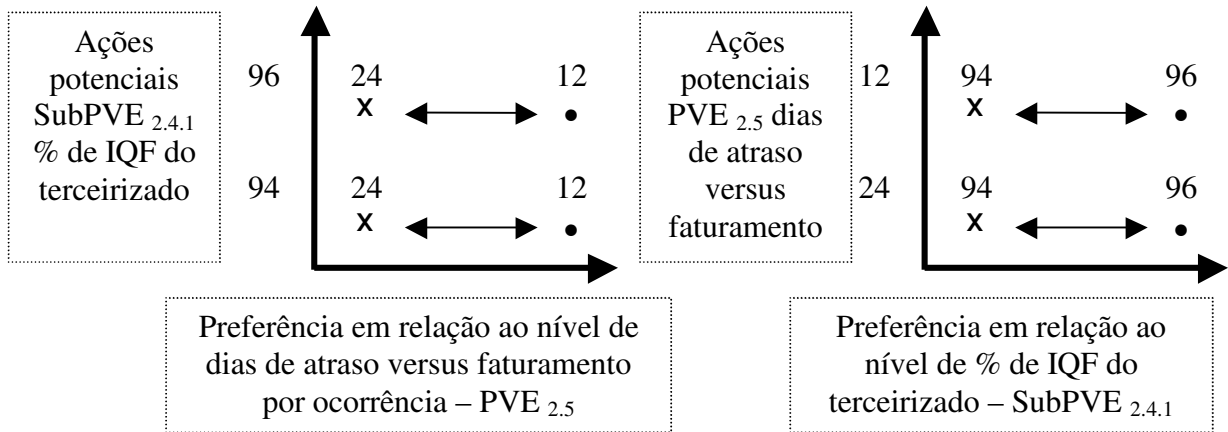 Ações
potenciais
SubPVE 2.4.1
% de IQF do
terceirizado
96
24
12
x
94
24
12
x
Preferência em relação ao nível de
dias de atraso versus faturamento
por ocorrência – PVE 2.5
Ações
potenciais
PVE 2.5 dias
de atraso
versus
faturamento
12
94
96
x
24
94
96
x
Preferência em relação ao
nível de % de IQF do
terceirizado – SubPVE 2.4.1